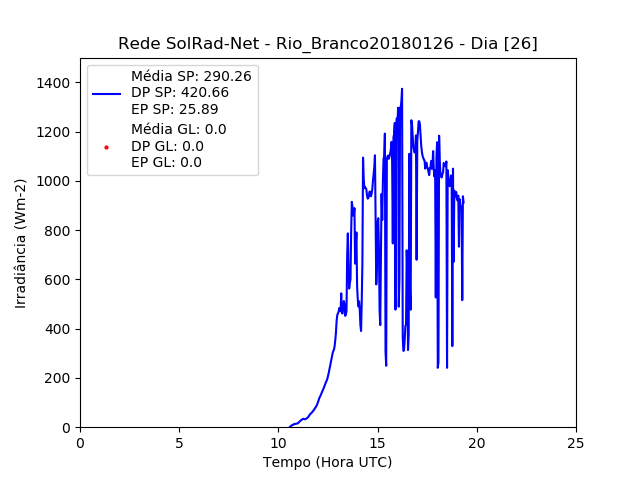 Rede SolRad-Net - Rio_Branco20180126 - Dia [26]
Média SP: 290.26
DP SP: 420.66
EP SP: 25.89
Média GL: 0.0
DP GL: 0.0
EP GL: 0.0
Irradiância (Wm-2)
1400
1200
1000
800
600
400
200
0
0 5 10 15 20 25
Tempo (Hora UTC)